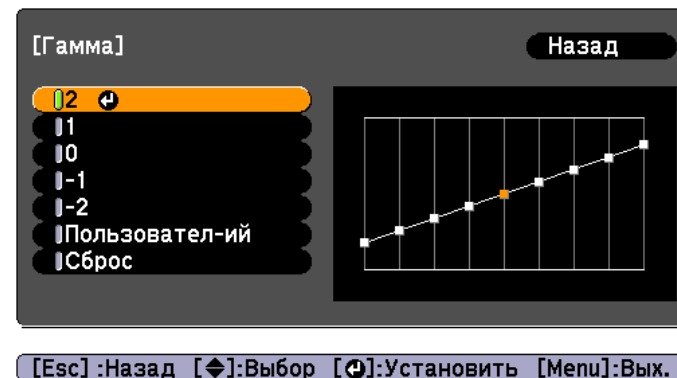 [Гамма] Назад
2
1
0
-1
-2
Пользовател-ий
Сброс
[Esc] :Назад [◆]:Выбор [↵]:Установить [Menu]:Вых.